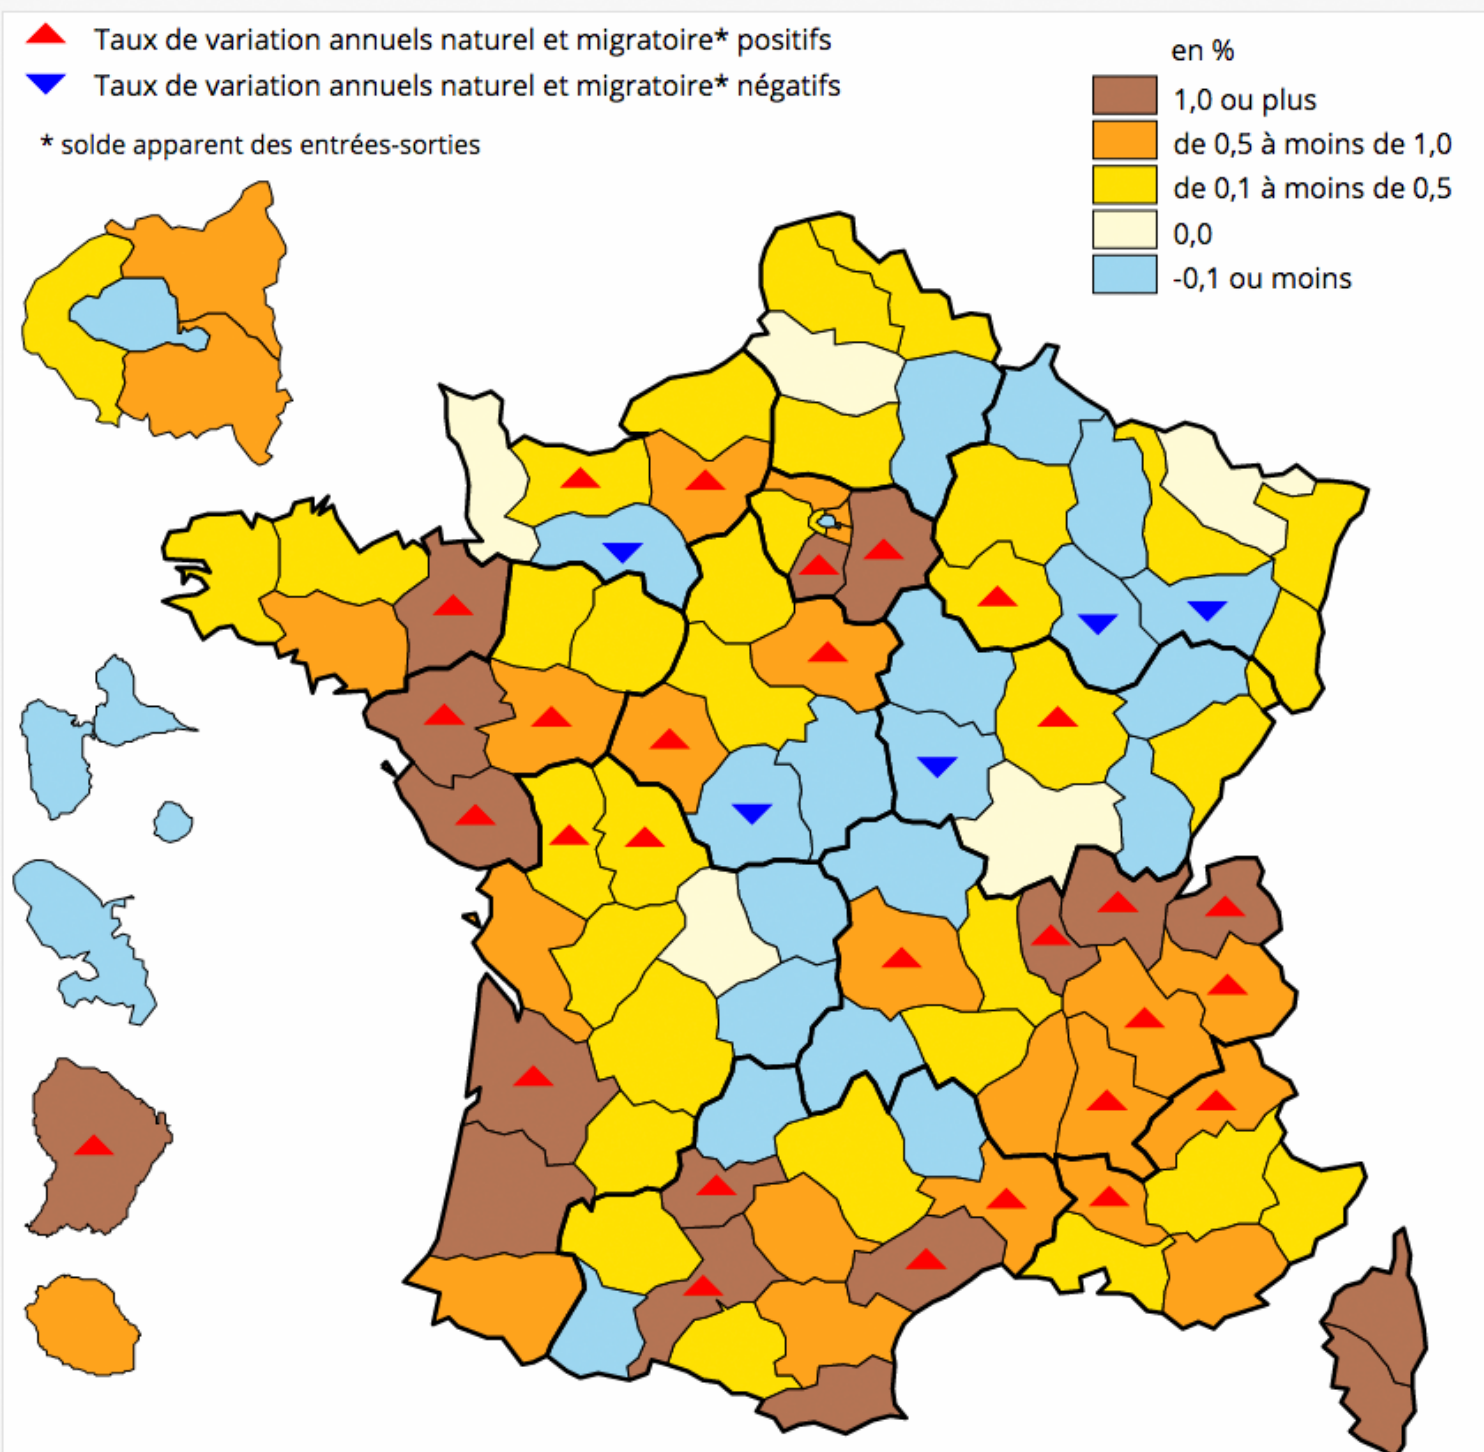 Taux de variation annuels naturel et migratoire* positifs
Taux de variation annuels naturel et migratoire* négatifs
* solde apparent des entrées-sorties
en %
1,0 ou plus
de 0,5 à moins de 1,0
de 0,1 à moins de 0,5
0,0
-0,1 ou moins